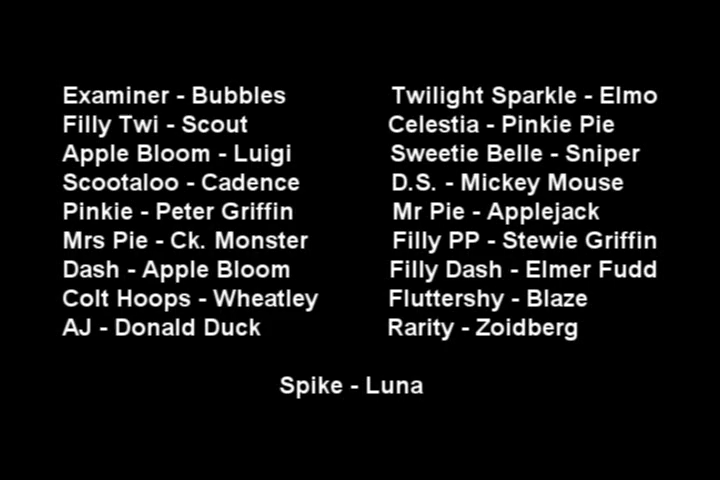 Examiner - Bubbles
Filly Twi - Scout
Apple Bloom - Luigi
Scootaloo - Cadence
Pinkie - Peter Griffin
Mrs Pie - Ck. Monster
Dash - Apple Bloom
Colt Hoops - Wheatley
AJ - Donald Duck
Twilight Sparkle - Elmo
Celestia - Pinkie Pie
Sweetie Belle - Sniper
D.S. - Mickey Mouse
Mr Pie - Applejack
Filly PP - Stewie Griffin
Filly Dash - Elmer Fudd
Fluttershy - Blaze
Rarity - Zoidberg
Spike - Luna